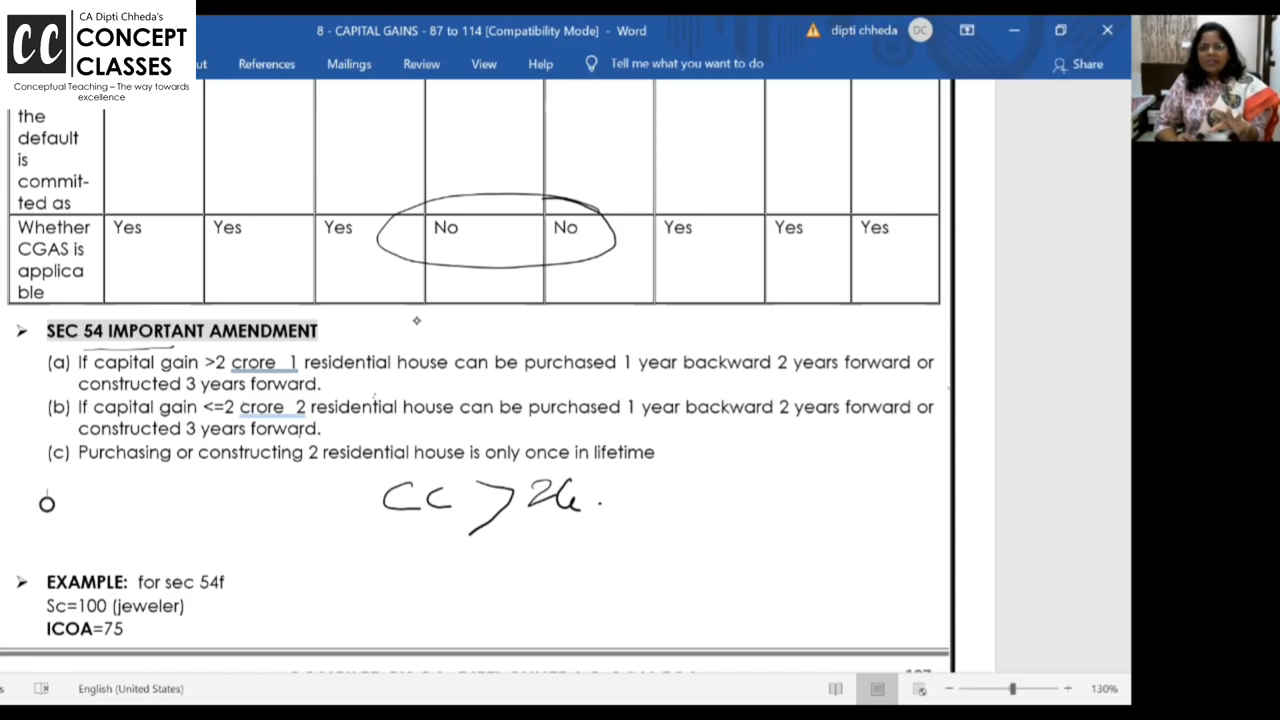 CA Dipti Chheda's
CC CONCEPT
CLASSES
Conceptual Teaching – The way towards
excellence
8 - CAPITAL GAINS - 87 to 114 [Compatibility Mode] - Word
dipti chheda DC
ut References Mailings Review View Help Tell me what you want to do Share
the
default
is
commit-
ted as
Whether Yes Yes Yes No No Yes Yes Yes
CGAS is
applica
ble
➤ SEC 54 IMPORTANT AMENDMENT
(a) If capital gain >2 crore 1 residential house can be purchased 1 year backward 2 years forward or
constructed 3 years forward.
(b) If capital gain <=2 crore 2 residential house can be purchased 1 year backward 2 years forward or
constructed 3 years forward.
(c) Purchasing or constructing 2 residential house is only once in lifetime
➤ EXAMPLE: for sec 54f
Sc=100 (jeweler)
ICOA=75
English (United States) 130%